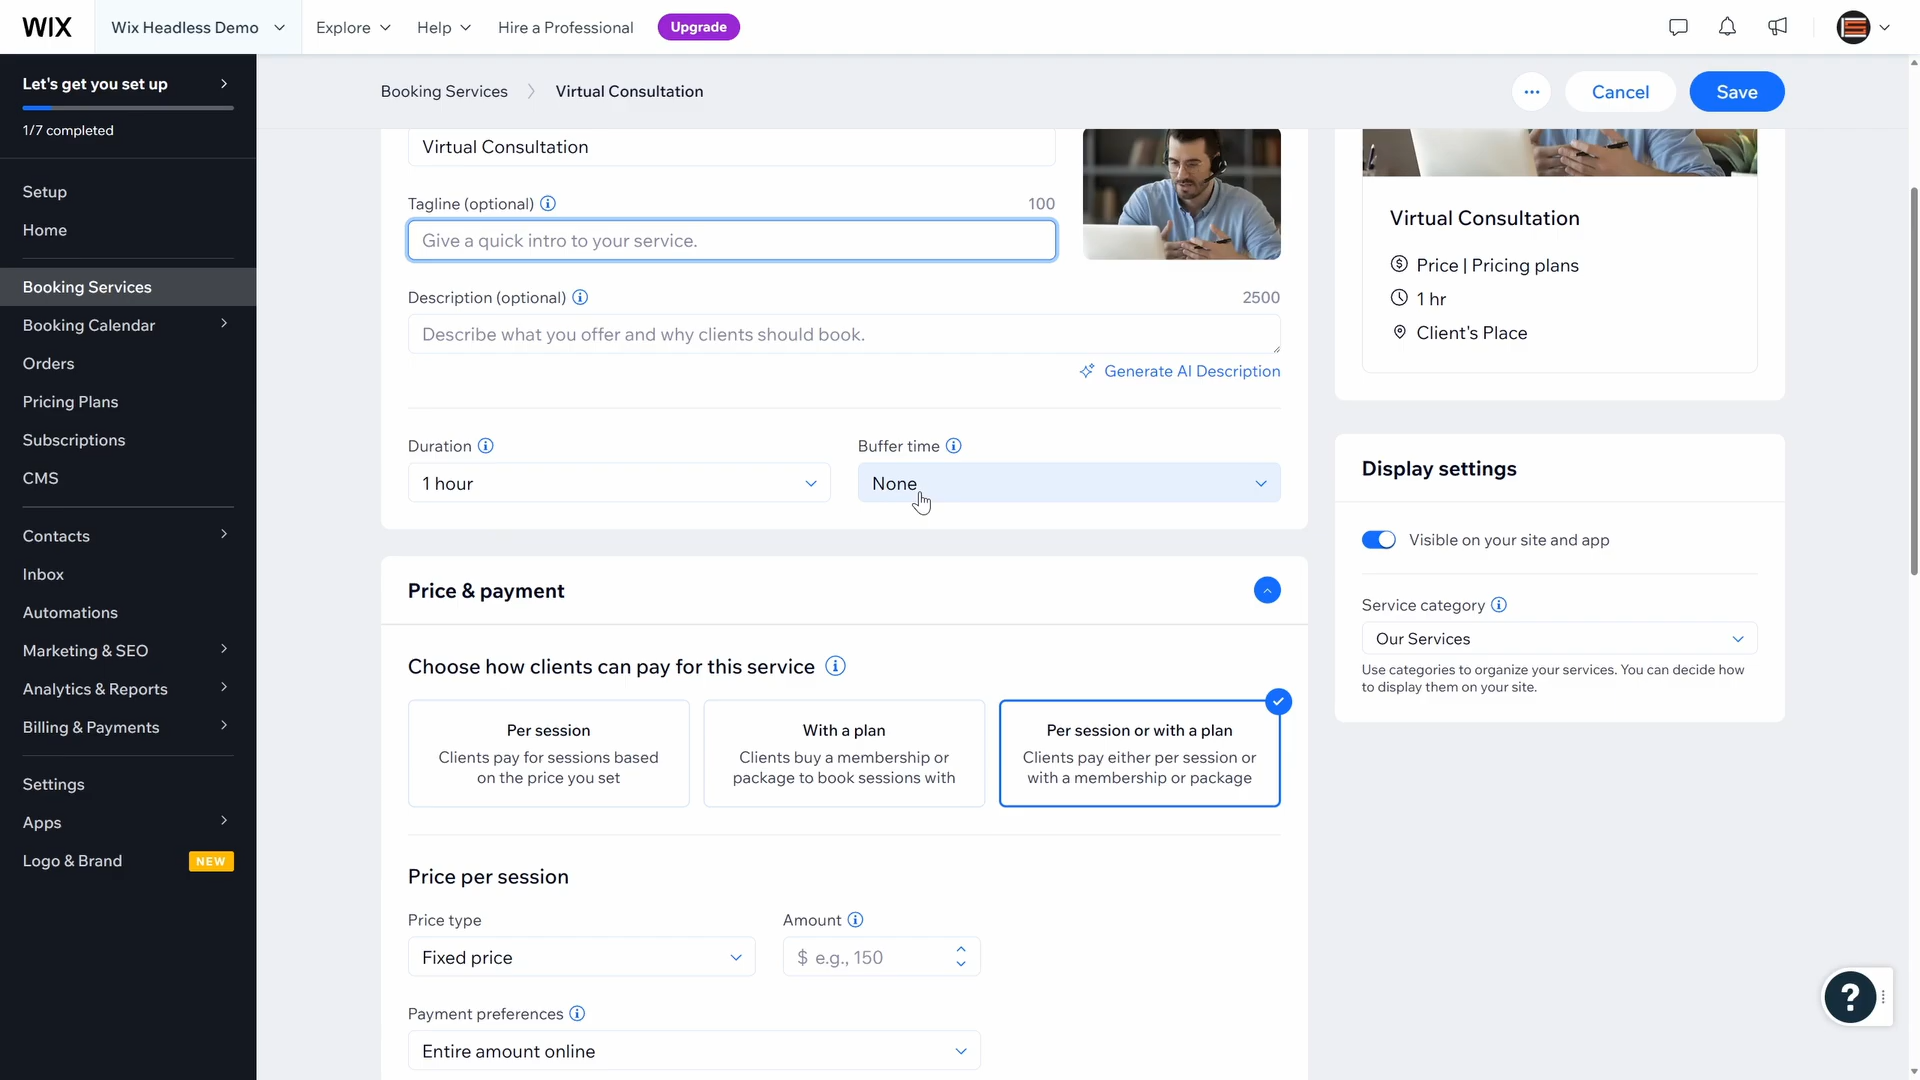 WIX
Wix Headless Demo
Explore
Help
Hire a Professional
Upgrade
Let's get you set up
1/7 completed
Setup
Home
Booking Services
Booking Calendar
Orders
Pricing Plans
Subscriptions
CMS
Contacts
Inbox
Automations
Marketing & SEO
Analytics & Reports
Billing & Payments
Settings
Apps
Logo & Brand
NEW
Booking Services
Virtual Consultation
...
Cancel
Save
Virtual Consultation
Tagline (optional)
100
Give a quick intro to your service.
Description (optional)
2500
Describe what you offer and why clients should book.
Generate AI Description
Duration
1 hour
Buffer time
None
Price & payment
Choose how clients can pay for this service
Per session
Clients pay for sessions based
on the price you set
With a plan
Clients buy a membership or
package to book sessions with
Per session or with a plan
Clients pay either per session or
with a membership or package
Price per session
Price type
Fixed price
Amount
$ e.g., 150
Payment preferences
Entire amount online
Virtual Consultation
Price | Pricing plans
1 hr
Client's Place
Display settings
Visible on your site and app
Service category
Our Services
Use categories to organize your services. You can decide how
to display them on your site.
?